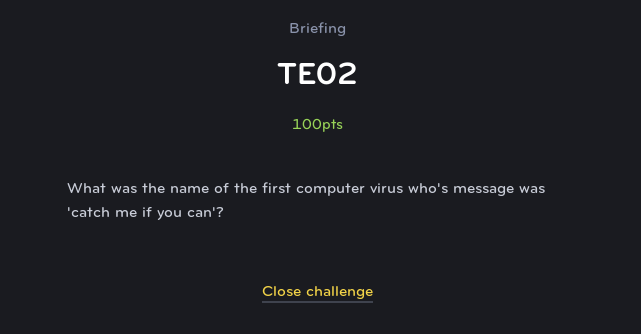 Briefing
TE02
100pts
What was the name of the first computer virus who's message was
'catch me if you can'?
Close challenge